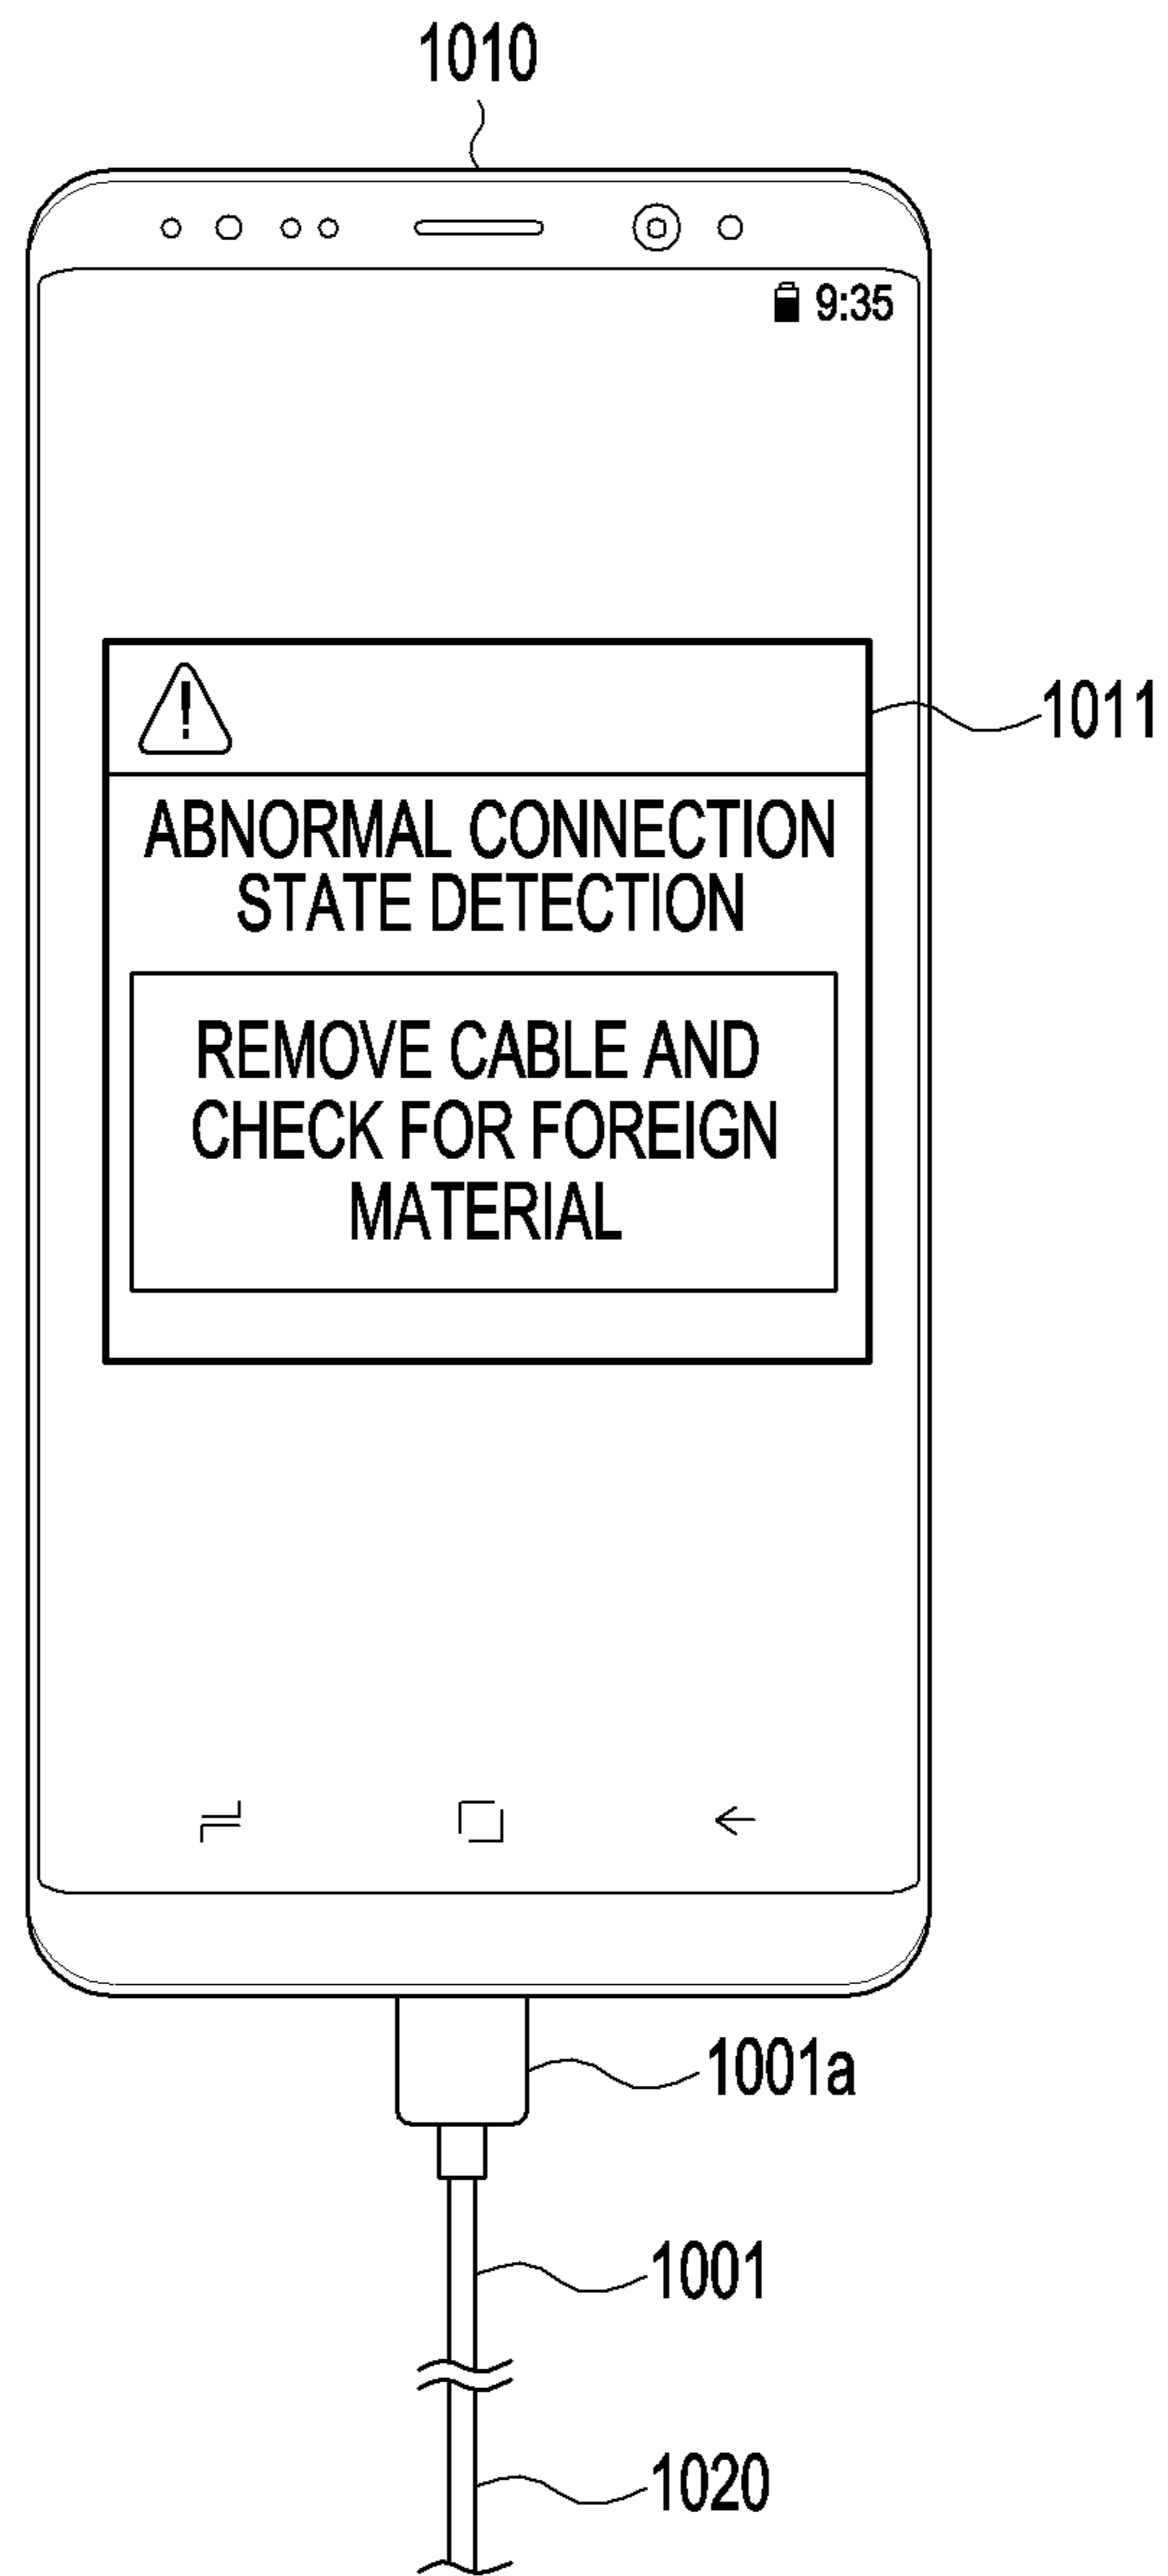 1010
9:35
1011
ABNORMAL CONNECTION
STATE DETECTION
REMOVE CABLE AND
CHECK FOR FOREIGN
MATERIAL
1001a
1001
1020